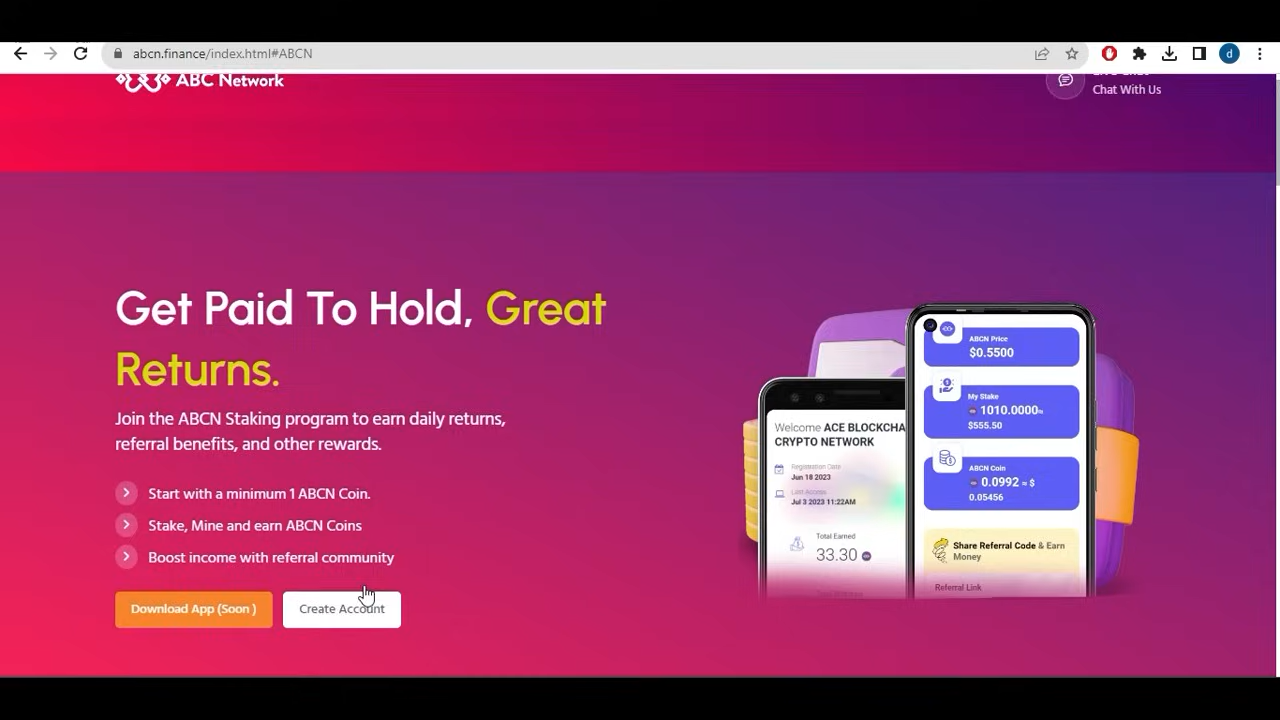 abcn.finance/index.html#ABCN
d
ABC Network
Chat With Us
Get Paid To Hold, Great
Returns.
Join the ABCN Staking program to earn daily returns,
referral benefits, and other rewards.
Start with a minimum 1 ABCN Coin.
Stake, Mine and earn ABCN Coins
Boost income with referral community
Download App (Soon )
Create Account
Welcome ACE BLOCKCHA
CRYPTO NETWORK
Registration Date
Jun 18 2023
Last Access
Jul 3 2023 11:22AM
Total Earned
33.30
ABCN Price
$0.5500
My Stake
1010.0000≈
$555.50
ABCN Coin
0.0992 ≈ $
0.05456
Share Referral Code & Earn
Money
Referral Link